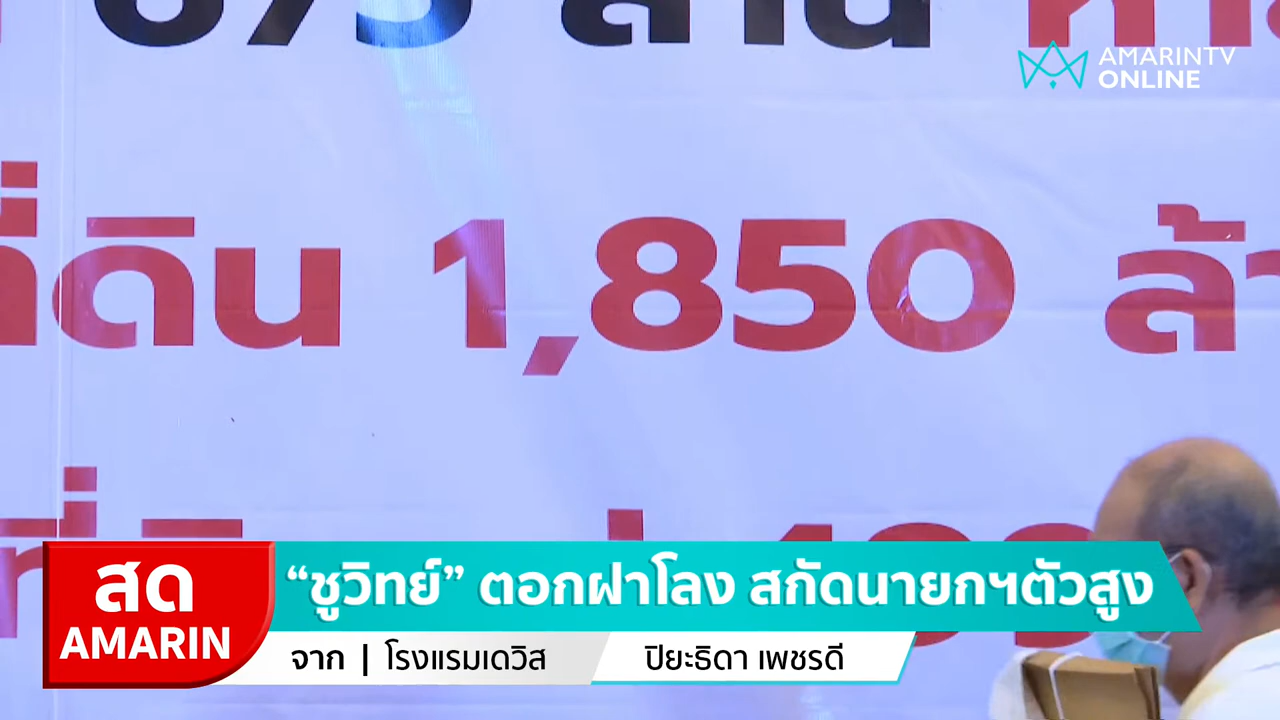 ล้าน
AMARINTV
ONLINE
ที่ดิน 1,850
สด
AMARIN
“ชูวิทย์” ตอกฝาโลง สกัดนายกฯตัวสูง
จาก | โรงแรมเดวิส
ปิยะธิดา เพชรดี